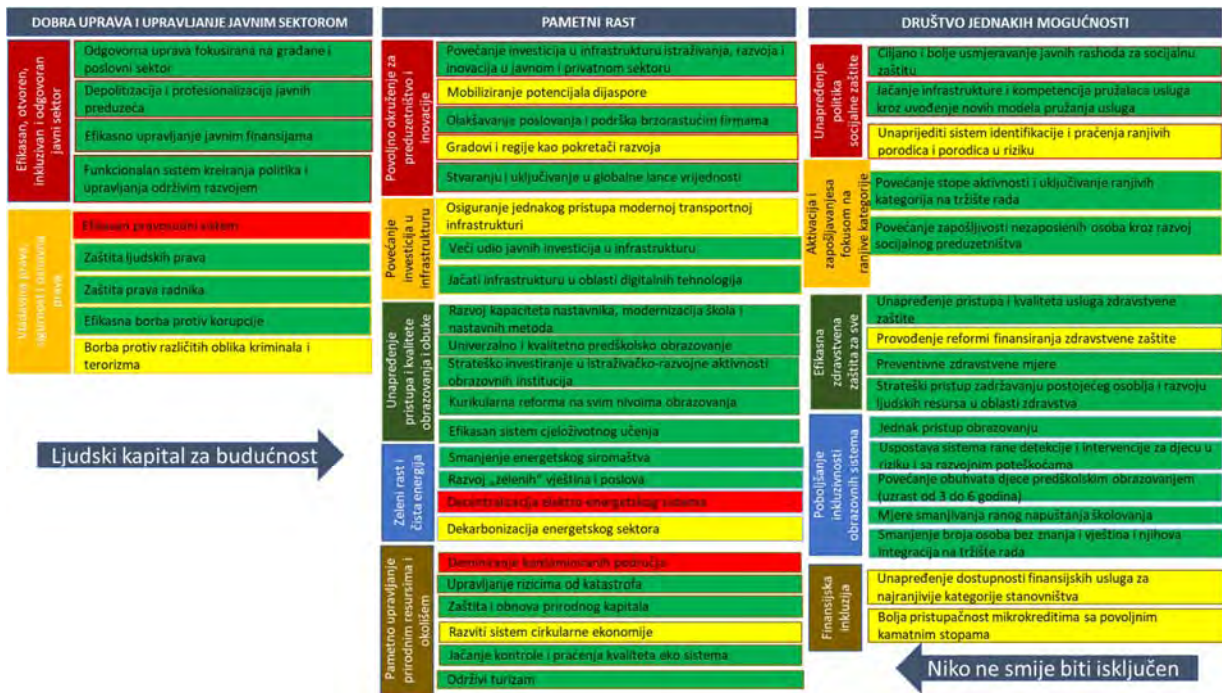 DOBRA UPRAVA I UPRAVLJANJE JAVNIM SEKTOROM
Efikasan, otvoren,
inkluzivan i odgovoran
javni sektor
Odgovorna uprava fokusirana na građane i
poslovni sektor
Depolitizacija i profesionalizacija javnih
preduzeća
Efikasno upravljanje javnim finansijama
Funkcionalan sistem kreiranja politika i
upravljanja održivim razvojem
Vladavina prava,
sigurnost i osnovna
prava
Efikasan pravosudni sistem
Zaštita ljudskih prava
Zaštita prava radnika
Efikasna borba protiv korupcije
Borba protiv različitih oblika kriminala i
terorizma
Ljudski kapital za budućnost
PAMETNI RAST
Povoljno okruženje za
preduzetništvo i
inovacije
Povećanje investicija u infrastrukturu istraživanja, razvoja i
inovacija u javnom i privatnom sektoru
Mobiliziranje potencijala dijaspore
Olakšavanje poslovanja i podrška brzorastućim firmama
Gradovi i regije kao pokretači razvoja
Stvaranju i uključivanje u globalne lance vrijednosti
Povećanje
investicija u
infrastrukturu
Osiguranje jednakog pristupa modernoj transportnoj
infrastrukturi
Veći udio javnih investicija u infrastrukturu
Jačati infrastrukturu u oblasti digitalnih tehnologija
Unapređenje
pristupa i kvalitete
obrazovanja i obuke
Razvoj kapaciteta nastavnika, modernizacija škola i
nastavnih metoda
Univerzalno i kvalitetno predškolsko obrazovanje
Strateško investiranje u istraživačko-razvojne aktivnosti
obrazovnih institucija
Kurikularna reforma na svim nivoima obrazovanja
Efikasan sistem cjeloživotnog učenja
Zeleni rast i
čista energija
Smanjenje energetskog siromaštva
Razvoj „zelenih“ vještina i poslova
Decentralizacija elektro energetskog sistema
Dekarbonizacija energetskog sektora
Pametno upravljanje
prirodnim resursima i
okolišem
Deminiranje kontaminiranih područja
Upravljanje rizicima od katastrofa
Zaštita i obnova prirodnog kapitala
Razviti sistem cirkularne ekonomije
Jačanje kontrole i praćenja kvaliteta eko sistema
Održivi turizam
DRUŠTVO JEDNAKIH MOGUĆNOSTI
Unapređenje
politika
socijalne
zaštite
Ciljano i bolje usmjeravanje javnih rashoda za socijalnu
zaštitu
Jačanje infrastrukture i kompetencija pružalaca usluga
kroz uvođenje novih modela pružanja usluga
Unaprijediti sistem identifikacije i praćenja ranjivih
porodica i porodica u riziku
Aktivacija i
zapošljavanjesa
fokusom na
ranjive kategorije
Povećanje stope aktivnosti i uključivanje ranjivih
kategorija na tržište rada
Povećanje zapošljivosti nezaposlenih osoba kroz razvoj
socijalnog preduzetništva
Efikasna
zdravstvena
zaštita za sve
Unapređenje pristupa i kvaliteta usluga zdravstvene
zaštite
Provođenje reformi finansiranja zdravstvene zaštite
Preventivne zdravstvene mjere
Strateški pristup zadržavanju postojećeg osoblja i razvoju
ljudskih resursa u oblasti zdravstva
Poboljšanje
inkluzivnosti
obrazovnih sistema
Jednak pristup obrazovanju
Uspostava sistema rane detekcije i intervencije za djecu u
riziku i sa razvojnim poteškoćama
Povećanje obuhvata djece predškolskim obrazovanjem
(uzrast od 3 do 6 godina)
Mjere smanjivanja ranog napuštanja školovanja
Smanjenje broja osoba bez znanja i vještina i njihova
integracija na tržište rada
Finansijska
inkluzija
Unapređenje dostupnosti finansijskih usluga za
najranjivije kategorije stanovništva
Bolja pristupačnost mikrokreditima sa povoljnim
kamatnim stopama
Niko ne smije biti isključen